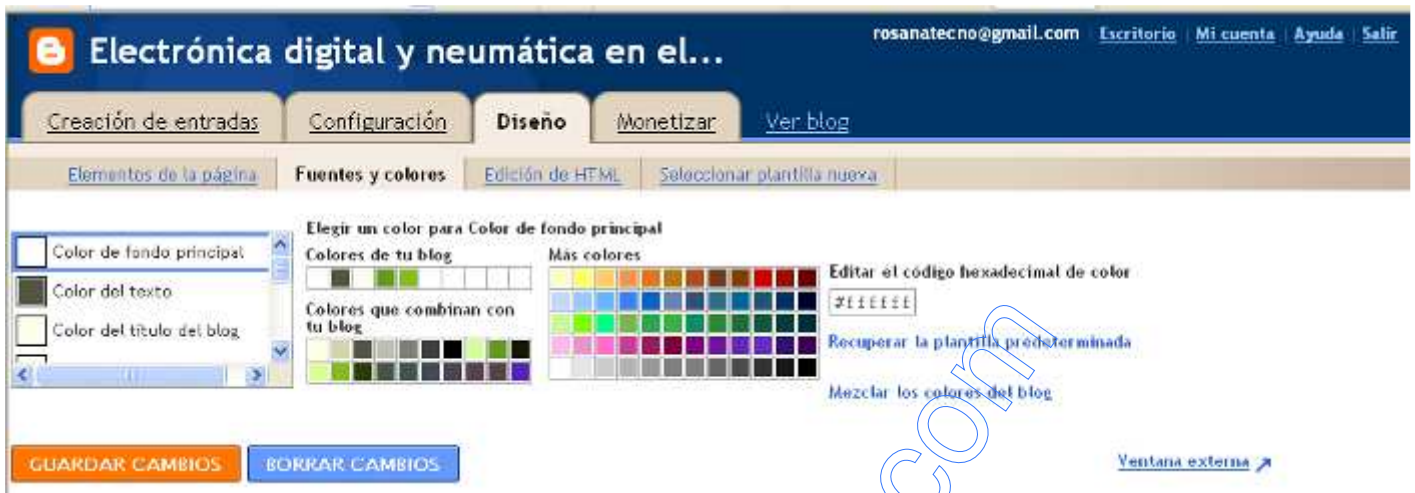 rosanatecno@gmail.com Escritorio Mi cuenta Ayuda Salir
Electrónica digital y neumática en el...
Creación de entradas Configuración Diseño Monetizar Ver blog
Elementos de la página Fuentes y colores Edición de HTML Seleccionar plantilla nueva
Elegir un color para Color de fondo principal
Color de fondo principal
Color del texto
Color del título del blog
Colores de tu blog
Colores que combinan con
tu blog
Más colores
Editar el código hexadecimal de color
#ffffff
Recuperar la plantilla predeterminada
Mezclar los colores del blog
GUARDAR CAMBIOS BORRAR CAMBIOS
Ventana externa
com